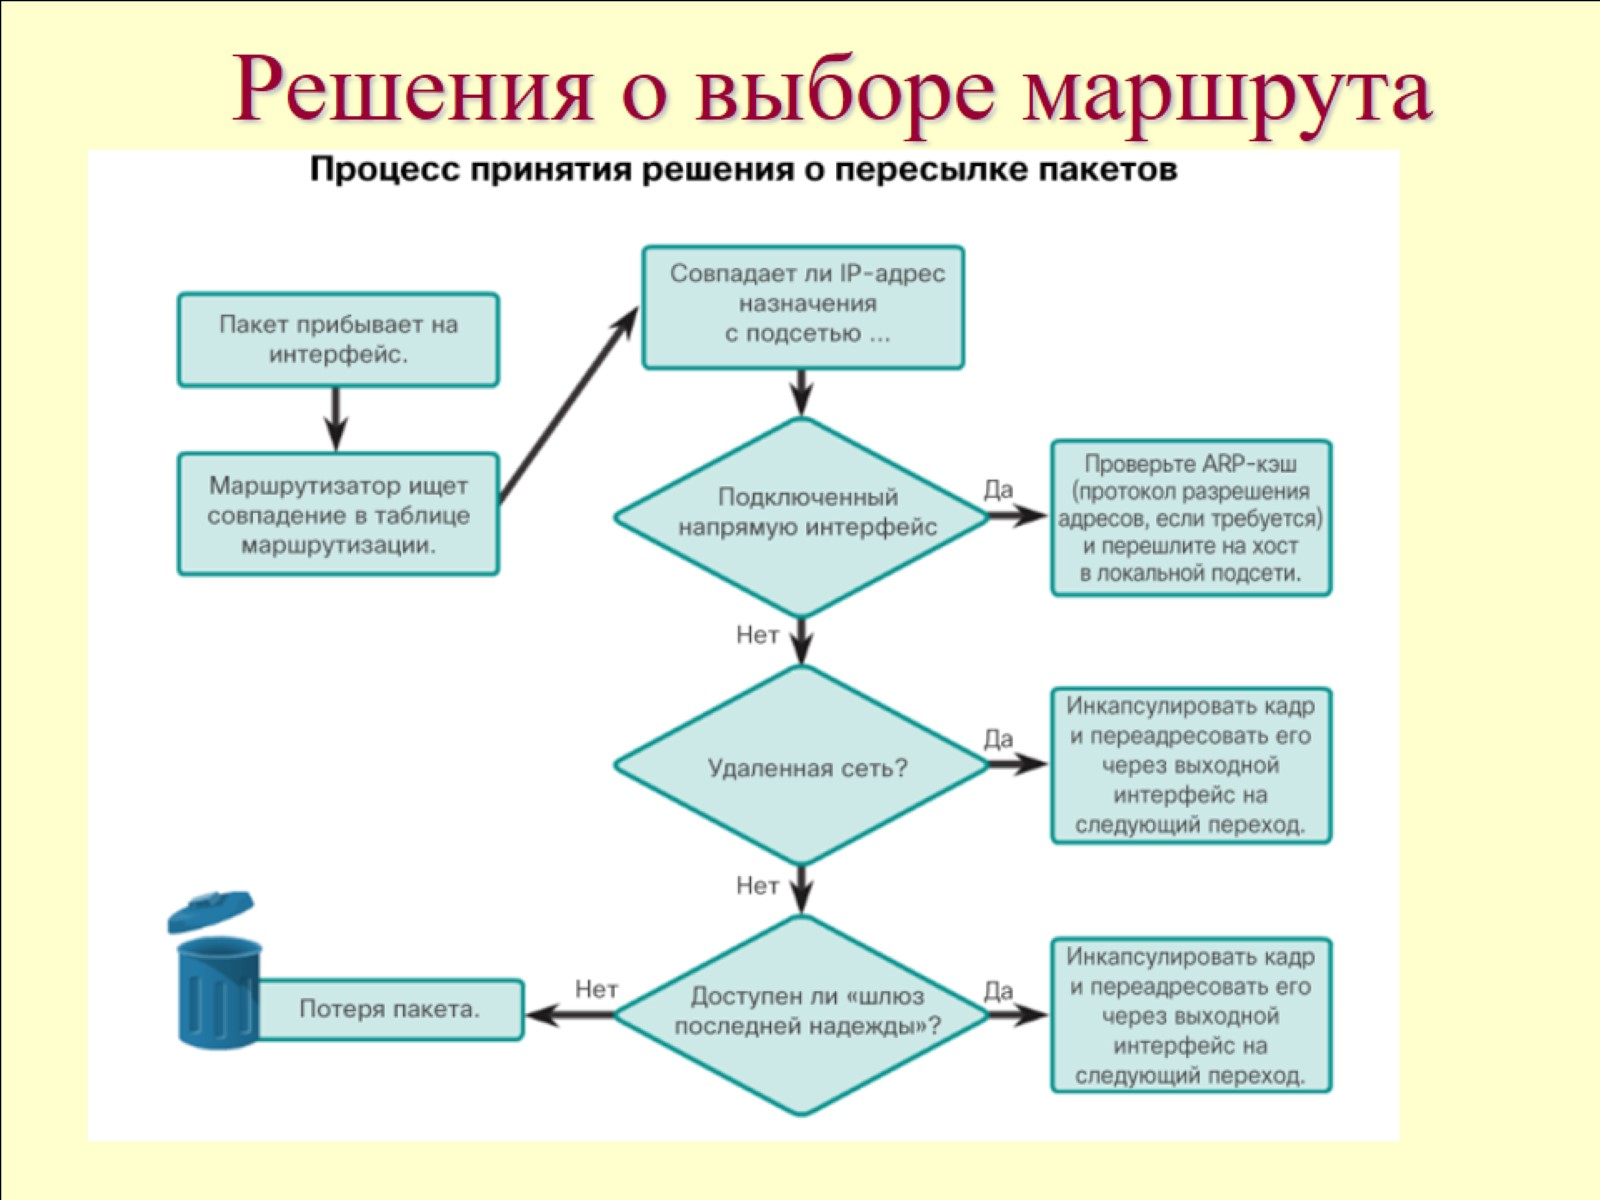 Решения о выборе маршрута
Процесс принятия решения о пересылке пакетов
Пакет прибывает на
интерфейс.
Маршрутизатор ищет
совпадение в таблице
маршрутизации.
Совпадает ли IP-адрес
назначения
с подсетью ...
Подключенный
напрямую интерфейс
Да
Проверьте ARP-кэш
(протокол разрешения
адресов, если требуется)
и перешлите на хост
в локальной подсети.
Нет
Удаленная сеть?
Да
Инкапсулировать кадр
и переадресовать его
через выходной
интерфейс на
следующий переход.
Нет
Доступен ли «шлюз
последней надежды»?
Да
Инкапсулировать кадр
и переадресовать его
через выходной
интерфейс на
следующий переход.
Нет
Потеря пакета.